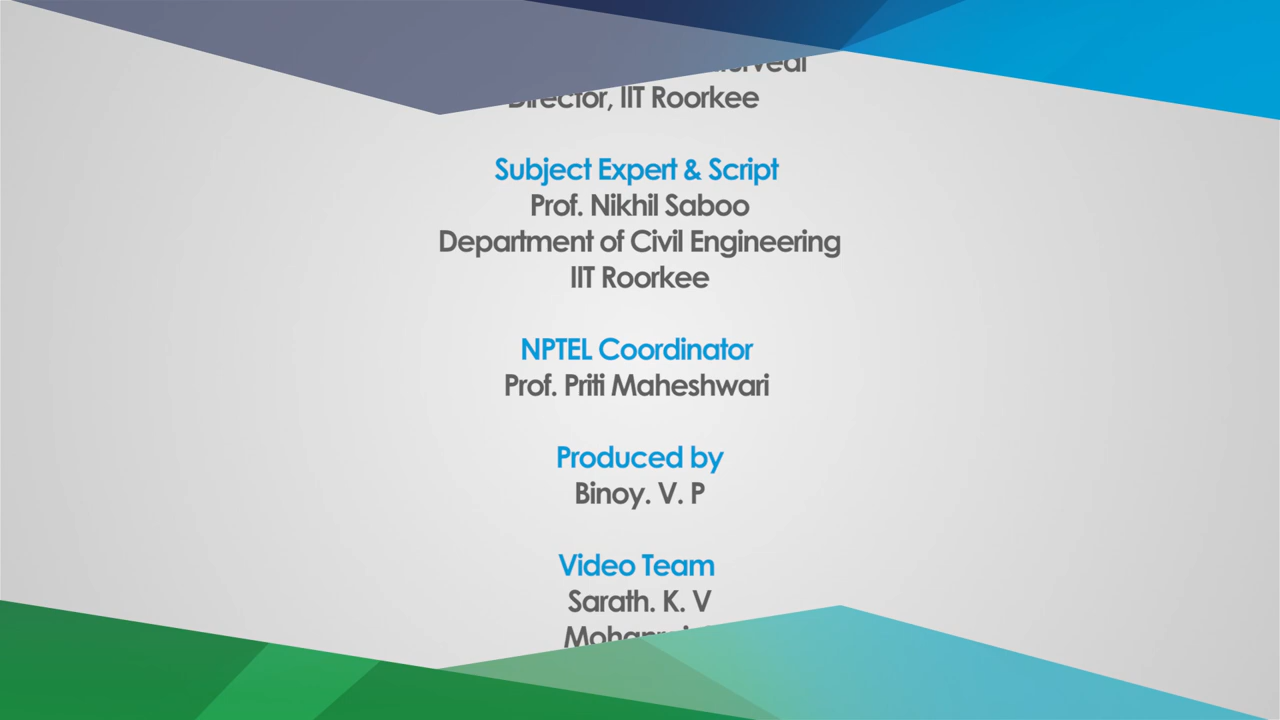 Director, IIT Roorkee
Subject Expert & Script
Prof. Nikhil Saboo
Department of Civil Engineering
IIT Roorkee
NPTEL Coordinator
Prof. Priti Maheshwari
Produced by
Binoy. V. P
Video Team
Sarath. K. V